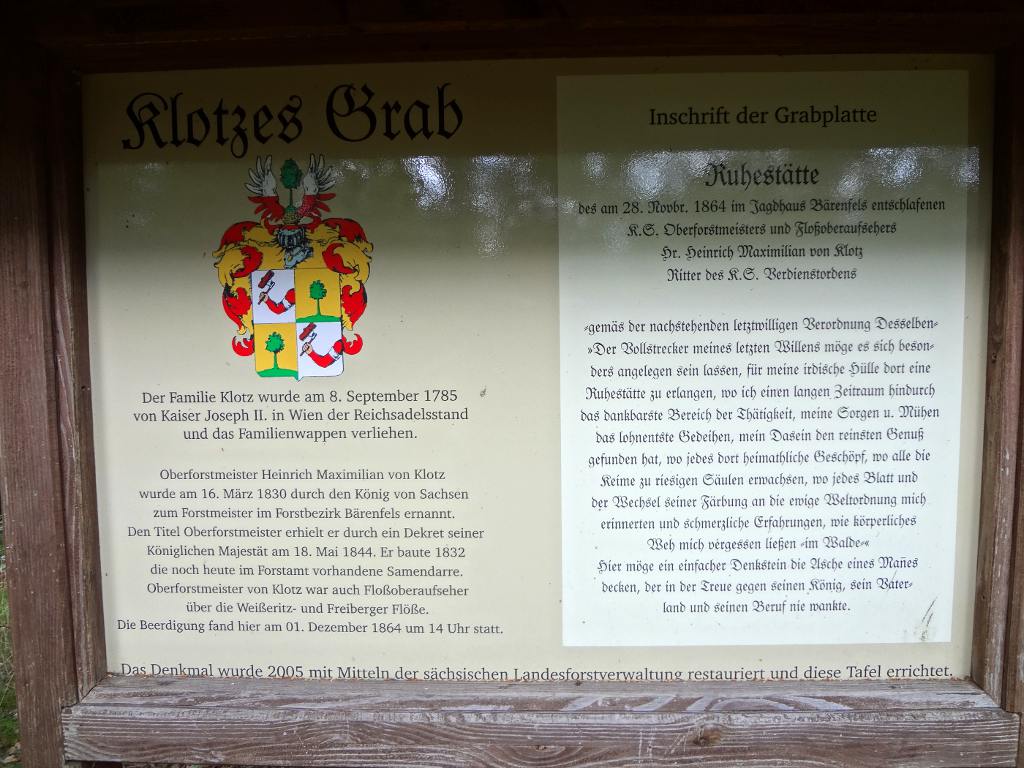 Klotzes Grab
Der Familie Klotz wurde am 8. September 1785
von Kaiser Joseph II. in Wien der Reichsadelsstand
und das Familienwappen verliehen.
Oberforstmeister Heinrich Maximilian von Klotz
wurde am 16. März 1830 durch den König von Sachsen
zum Forstmeister im Forstbezirk Bärenfels ernannt.
Den Titel Oberforstmeister erhielt er durch ein Dekret seiner
Königlichen Majestät am 18. Mai 1844. Er baute 1832
die noch heute im Forstamt vorhandene Samendarre.
Oberforstmeister von Klotz war auch Floßoberaufseher
über die Weißeritz- und Freiberger Flöße.
Die Beerdigung fand hier am 01. Dezember 1864 um 14 Uhr statt.
Inschrift der Grabplatte
Ruhestätte
des am 28. Novbr. 1864 im Jagdhaus Bärenfels entschlafenen
K.S. Oberforstmeisters und Floßoberaufsehers
Hr. Heinrich Maximilian von Klotz
Ritter des K.S. Verdienstordens
-gemäs der nachstehenden letztwilligen Verordnung Desselben-
»Der Vollstrecker meines letzten Willens möge es sich beson-
ders angelegen sein lassen, für meine irdische Hülle dort eine
Ruhestätte zu erlangen, wo ich einen langen Zeitraum hindurch
das dankbarste Bereich der Thätigkeit, meine Sorgen u. Mühen
das lohnentste Gedeihen, mein Dasein den reinsten Genuß
gefunden hat, wo jedes dort heimathliche Geschöpf, wo alle die
Keime zu riesigen Säulen erwachsen, wo jedes Blatt und
der Wechsel seiner Färbung an die ewige Weltordnung mich
erinnerten und schmerzliche Erfahrungen, wie körperliches
Weh mich vergessen ließen -im Walde-«
Hier möge ein einfacher Denkstein die Asche eines Mañes
decken, der in der Treue gegen seinen König, sein Vater-
land und seinen Beruf nie wankte.
Das Denkmal wurde 2005 mit Mitteln der sächsischen Landesforstverwaltung restauriert und diese Tafel errichtet.